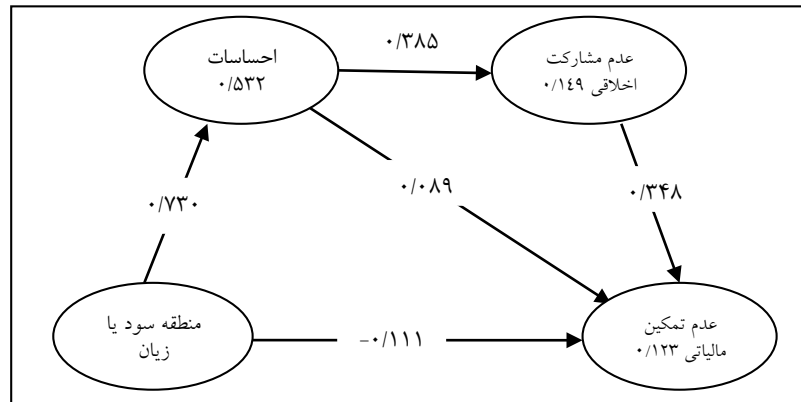 ۰/۳۸۵
احساسات
۰/۵۳۲
عدم مشارکت
اخلاقی ۰/۱۴۹
۰/۷۳۰
۰/۰۸۹
۰/۳۴۸
منطقه سود یا
زیان
-۰/۱۱۱
عدم تمکین
مالیاتی ۰/۱۲۳